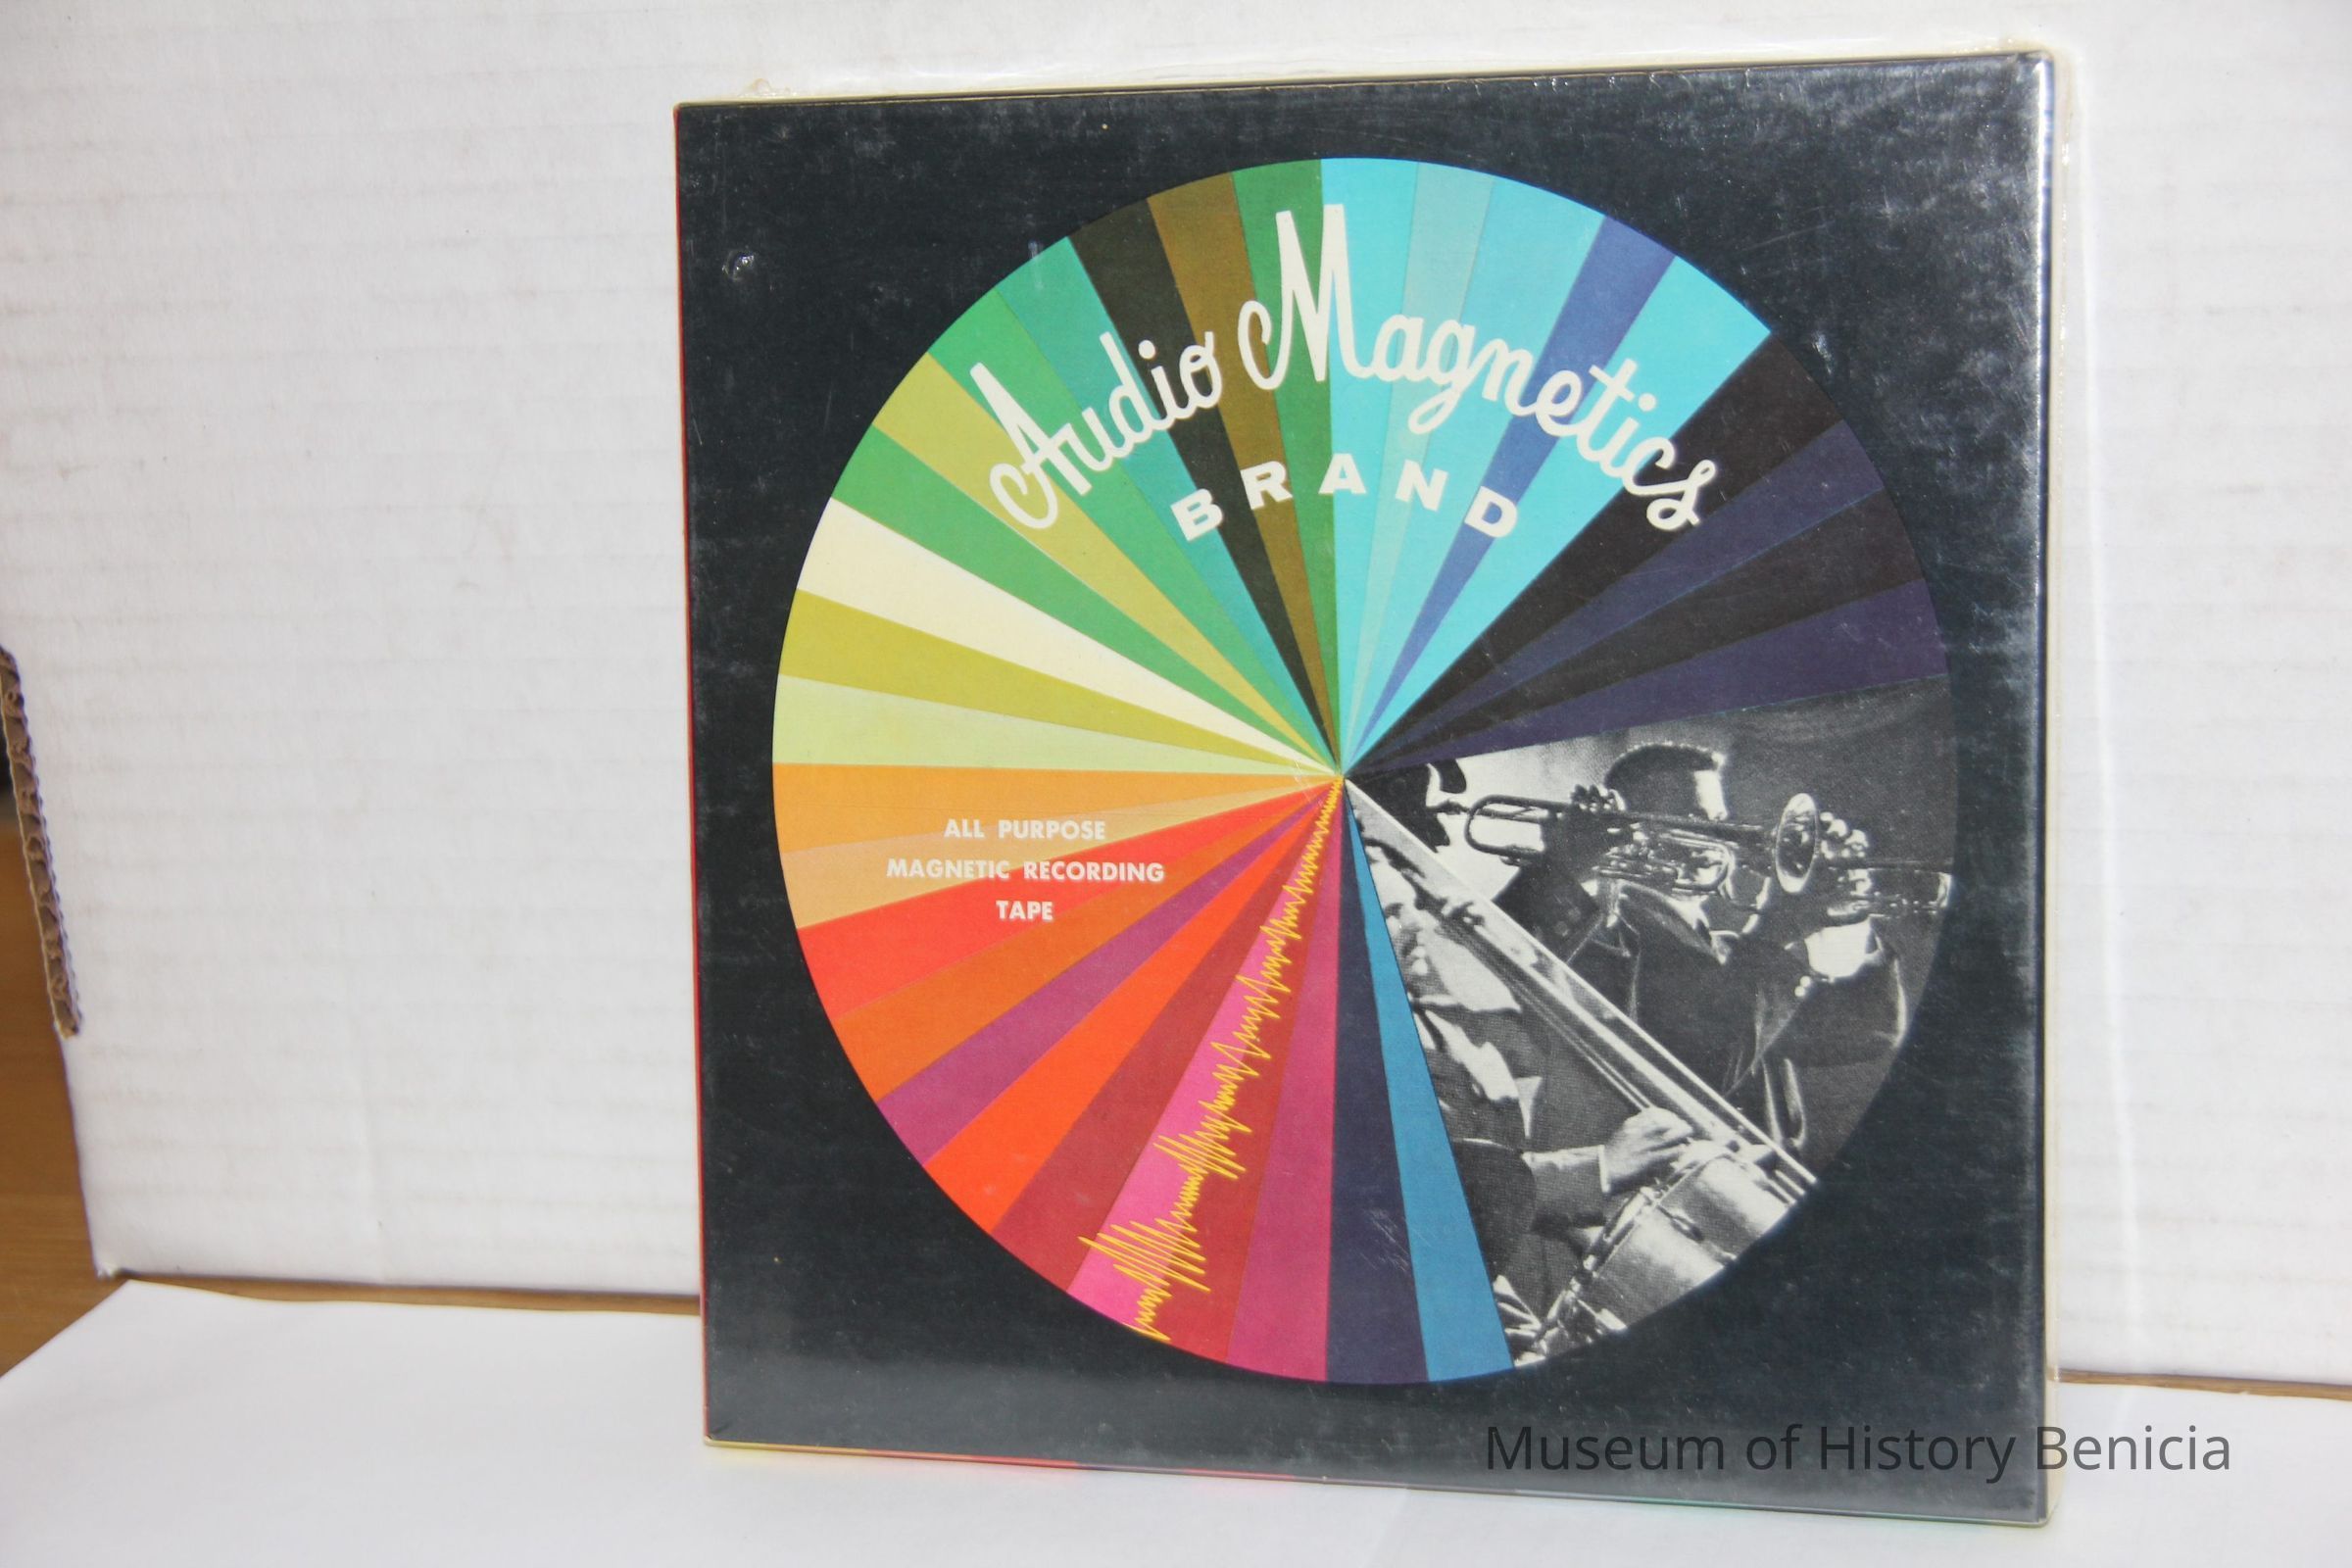 Audio Magnetics
BRAND
ALL PURPOSE
MAGNETIC RECORDING
TAPE
Museum of History Benicia